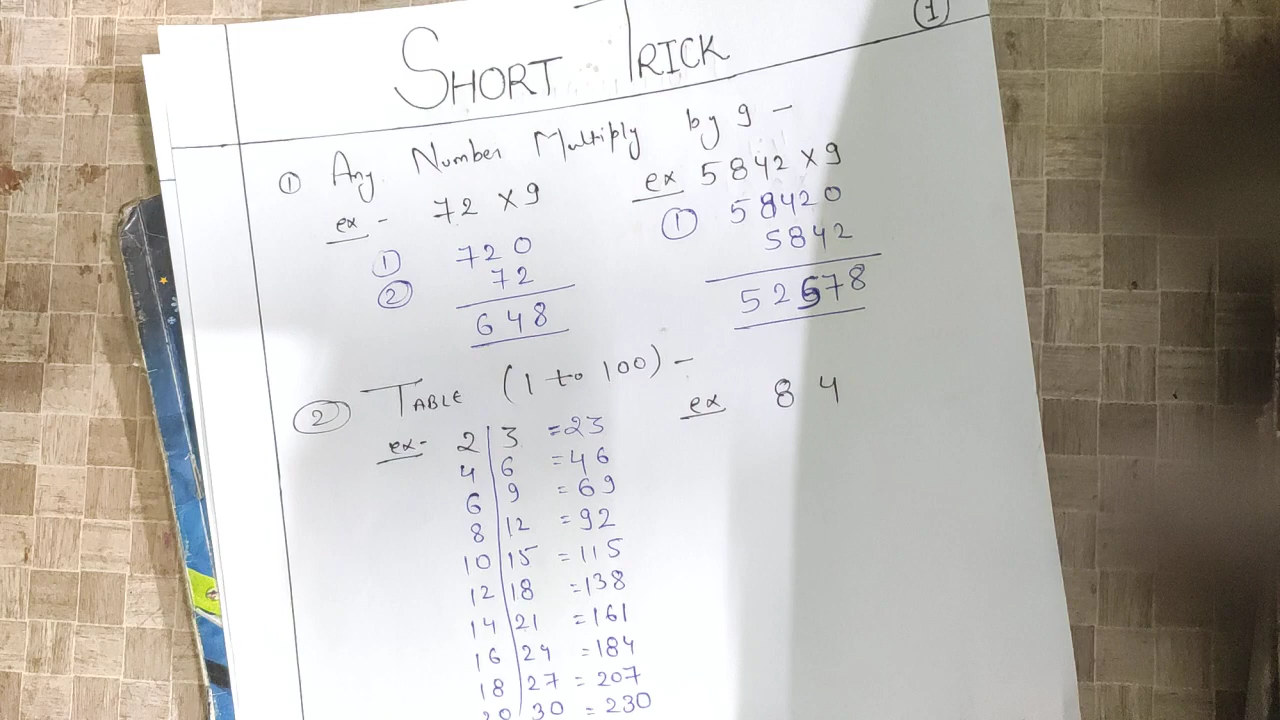 1
SHORT TRICK
① Any Number Multiply by 9 -
ex - 72 x 9
① 720
② 72
648
ex 5842 x 9
① 58420
5842
52578
② TABLE (1 to 100) -
ex- 2 | 3 = 23
4 | 6 = 46
6 | 9 = 69
8 | 12 = 92
10 | 15 = 115
12 | 18 = 138
14 | 21 = 161
16 | 24 = 184
18 | 27 = 207
20 | 30 = 230
ex 8 4